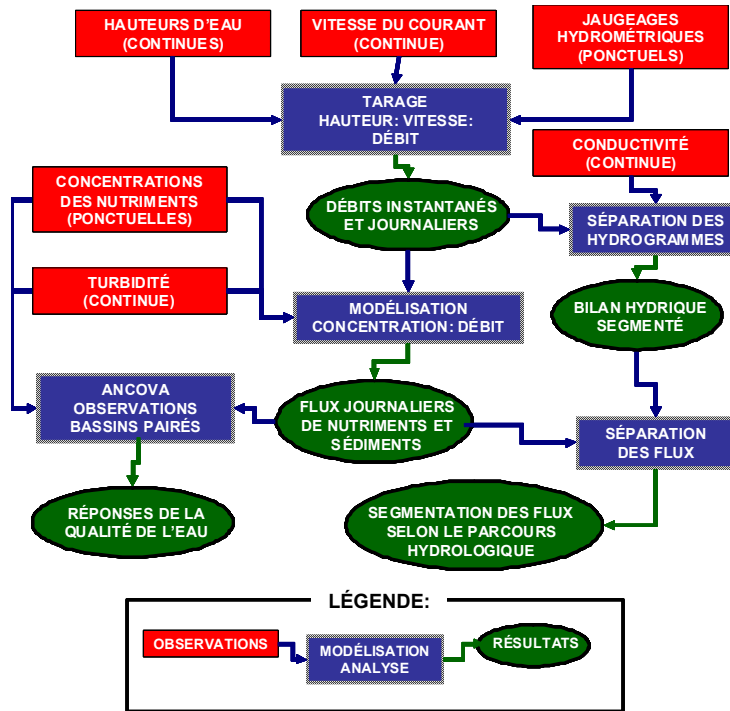 HAUTEURS D'EAU
(CONTINUES)
VITESSE DU COURANT
(CONTINUE)
JAUGEAGES
HYDROMÉTRIQUES
(PONCTUELS)
TARAGE
HAUTEUR: VITESSE:
DÉBIT
CONDUCTIVITÉ
(CONTINUE)
CONCENTRATIONS
DES NUTRIMENTS
(PONCTUELLES)
DÉBITS INSTANTANÉS
ET JOURNALIERS
SÉPARATION DES
HYDROGRAMMES
TURBIDITÉ
(CONTINUE)
MODÉLISATION
CONCENTRATION: DÉBIT
BILAN HYDRIQUE
SEGMENTÉ
ANCOVA
OBSERVATIONS
BASSINS PAIRÉS
FLUX JOURNALIERS
DE NUTRIMENTS ET
SÉDIMENTS
SÉPARATION
DES FLUX
RÉPONSES DE LA
QUALITÉ DE L'EAU
SEGMENTATION DES FLUX
SELON LE PARCOURS
HYDROLOGIQUE
LÉGENDE:
OBSERVATIONS
MODÉLISATION
ANALYSE
RÉSULTATS